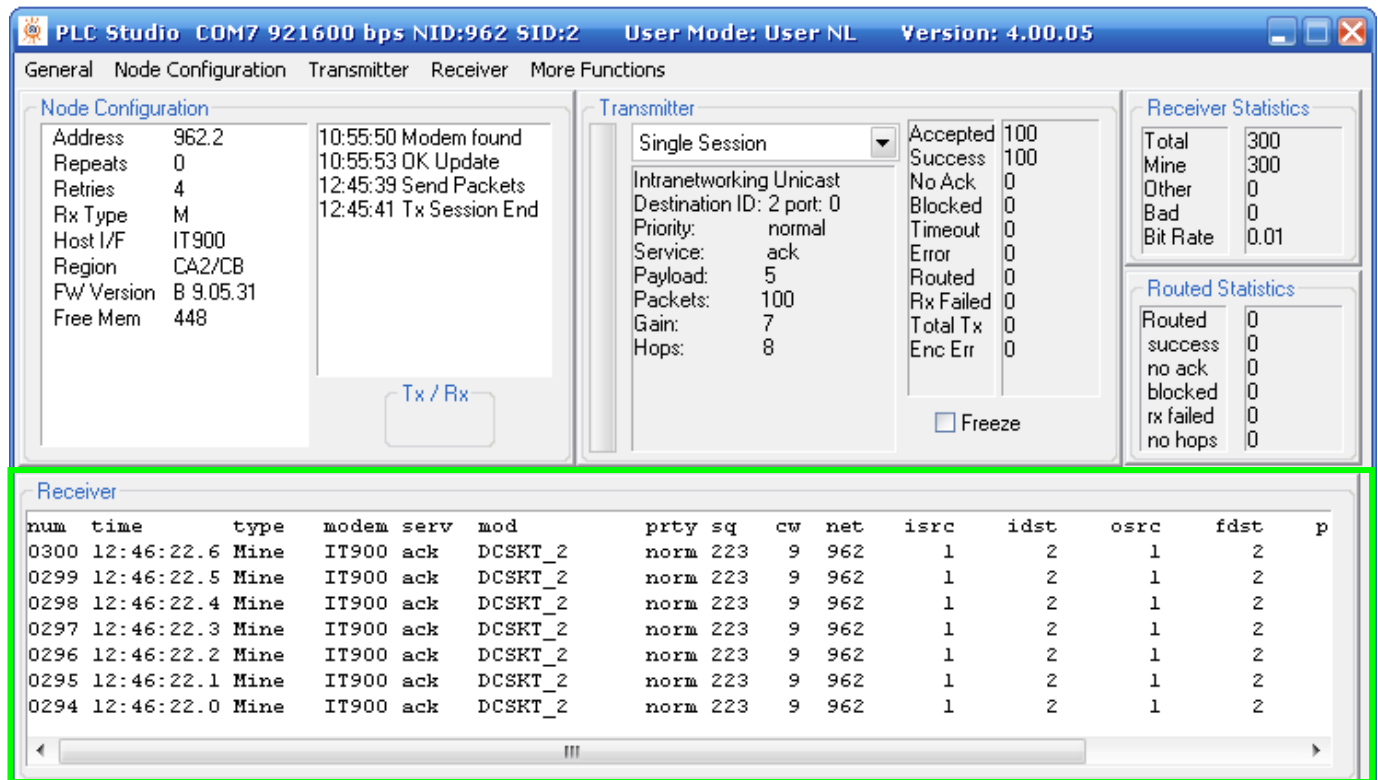 PLC Studio COM7 921600 bps NID:962 SID:2 User Mode: User NL Version: 4.00.05
General Node Configuration Transmitter Receiver More Functions
Node Configuration
Address 962.2
Repeats 0
Retries 4
Rx Type M
Host I/F IT900
Region CA2/CB
FW Version B 9.05.31
Free Mem 448
10:55:50 Modem found
10:55:53 OK Update
12:45:39 Send Packets
12:45:41 Tx Session End
Tx / Rx
Transmitter
Single Session
Intranetworking Unicast
Destination ID: 2 port: 0
Priority: normal
Service: ack
Payload: 5
Packets: 100
Gain: 7
Hops: 8
Accepted 100
Success 100
No Ack 0
Blocked 0
Timeout 0
Error 0
Routed 0
Rx Failed 0
Total Tx 0
Enc Err 0
Freeze
Receiver Statistics
Total 300
Mine 300
Other 0
Bad 0
Bit Rate 0.01
Routed Statistics
Routed 0
success 0
no ack 0
blocked 0
rx failed 0
no hops 0
Receiver
num time type modem serv mod prty sq cw net isrc idst osrc fdst p
0300 12:46:22.6 Mine IT900 ack DCSKT_2 norm 223 9 962 1 2 1 2
0299 12:46:22.5 Mine IT900 ack DCSKT_2 norm 223 9 962 1 2 1 2
0298 12:46:22.4 Mine IT900 ack DCSKT_2 norm 223 9 962 1 2 1 2
0297 12:46:22.3 Mine IT900 ack DCSKT_2 norm 223 9 962 1 2 1 2
0296 12:46:22.2 Mine IT900 ack DCSKT_2 norm 223 9 962 1 2 1 2
0295 12:46:22.1 Mine IT900 ack DCSKT_2 norm 223 9 962 1 2 1 2
0294 12:46:22.0 Mine IT900 ack DCSKT_2 norm 223 9 962 1 2 1 2